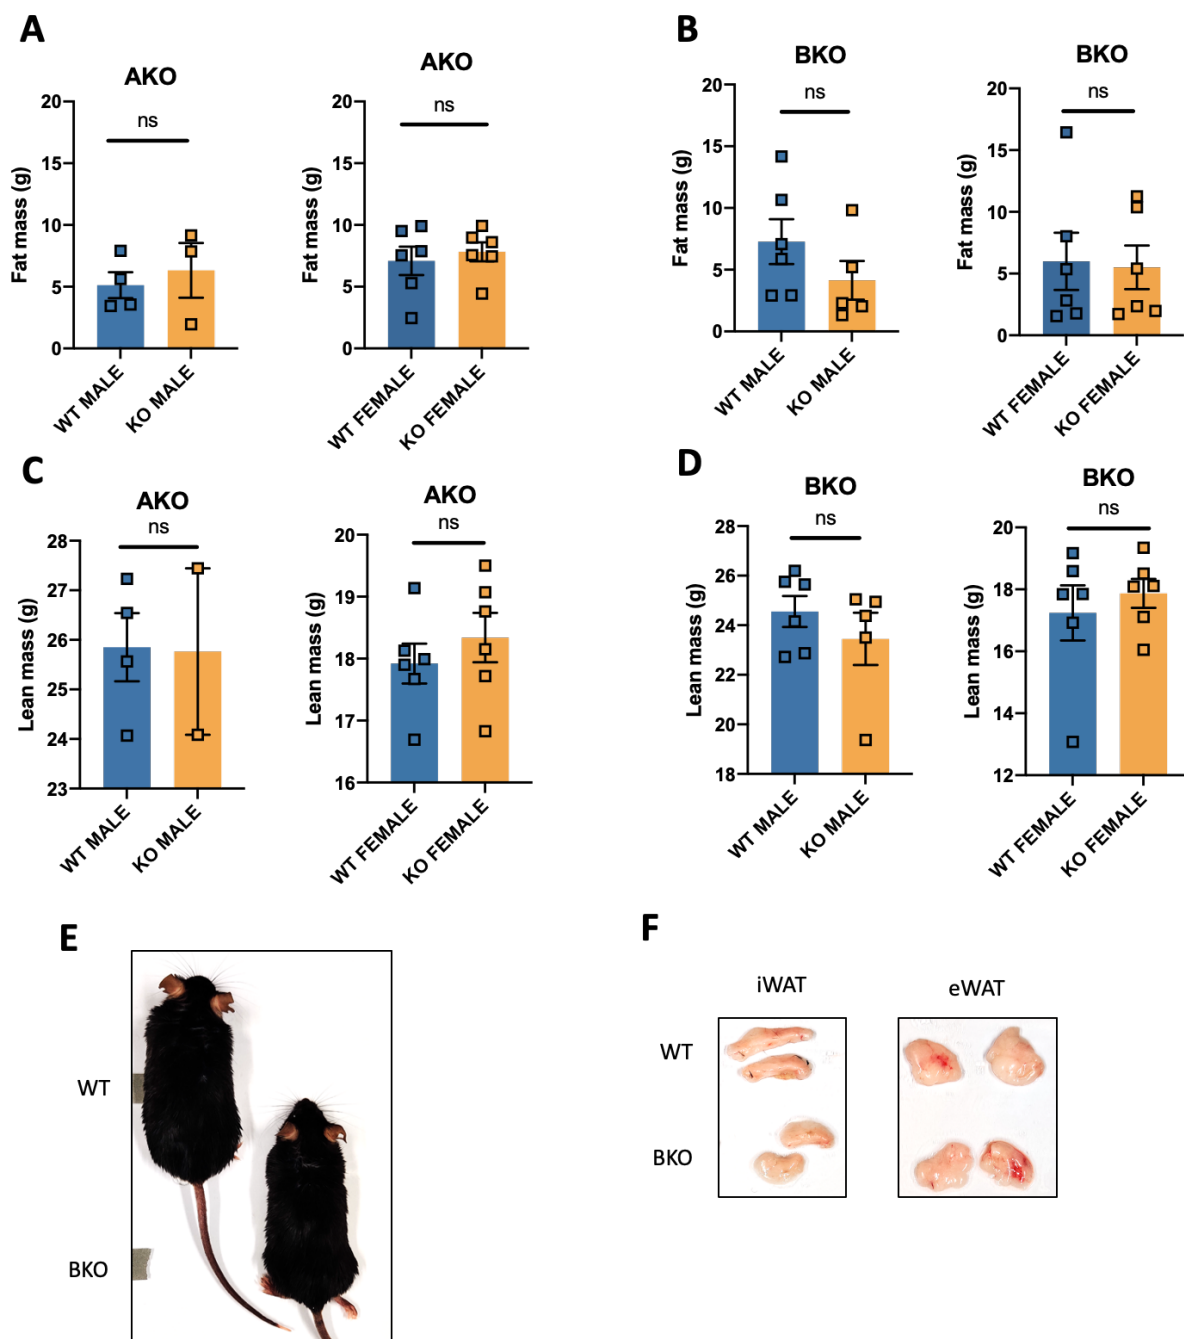 A
AKO
ns
Fat mass (g)
20
15
10
5
0
WT MALE
KO MALE
AKO
ns
Fat mass (g)
20
15
10
5
0
WT FEMALE
KO FEMALE
B
BKO
ns
Fat mass (g)
20
15
10
5
0
WT MALE
KO MALE
BKO
ns
Fat mass (g)
20
15
10
5
0
WT FEMALE
KO FEMALE
C
AKO
ns
Lean mass (g)
28
27
26
25
24
23
WT MALE
KO MALE
AKO
ns
Lean mass (g)
20
19
18
17
16
WT FEMALE
KO FEMALE
D
BKO
ns
Lean mass (g)
28
26
24
22
20
18
WT MALE
KO MALE
BKO
ns
Lean mass (g)
20
18
16
14
12
WT FEMALE
KO FEMALE
E
WT
BKO
F
iWAT
eWAT
WT
BKO